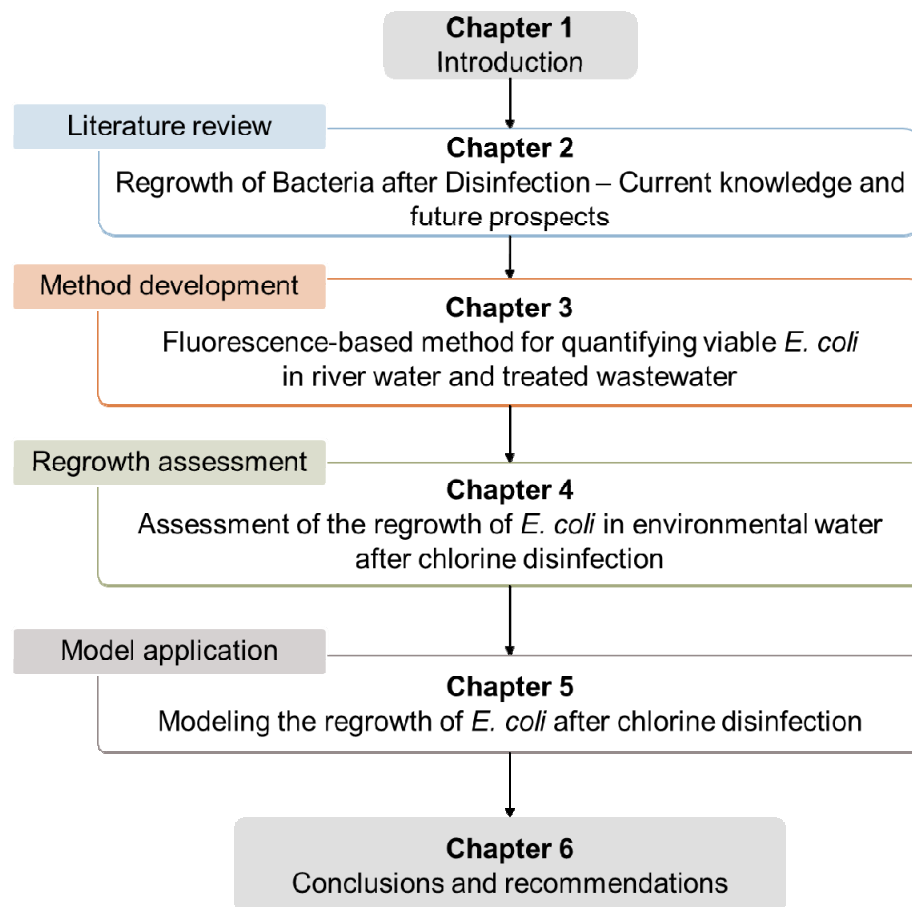 Chapter 1
Introduction
Literature review
Chapter 2
Regrowth of Bacteria after Disinfection – Current knowledge and
future prospects
Method development
Chapter 3
Fluorescence-based method for quantifying viable E. coli
in river water and treated wastewater
Regrowth assessment
Chapter 4
Assessment of the regrowth of E. coli in environmental water
after chlorine disinfection
Model application
Chapter 5
Modeling the regrowth of E. coli after chlorine disinfection
Chapter 6
Conclusions and recommendations